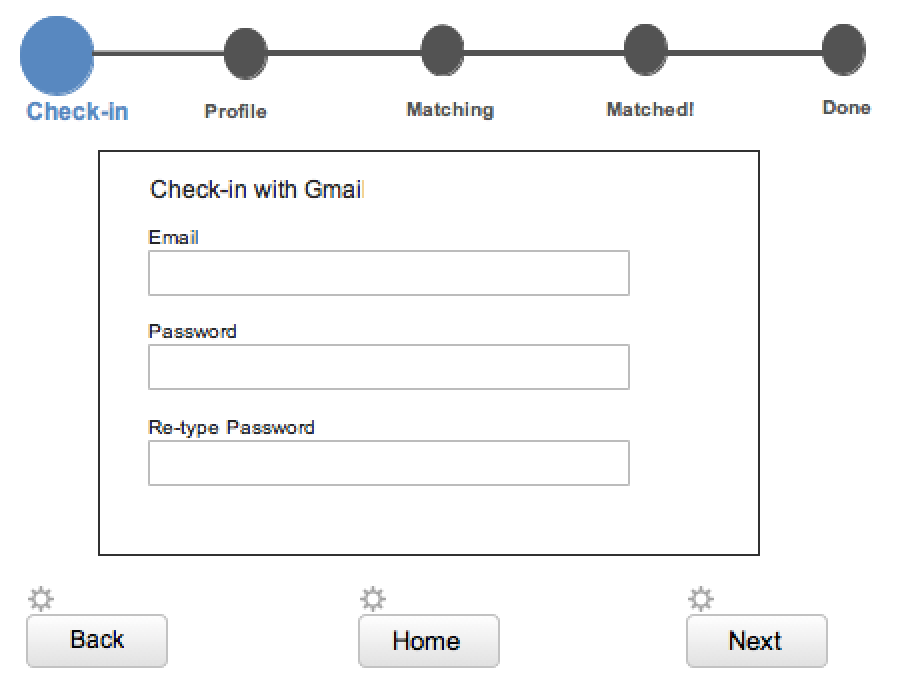 Check-in Profile Matching Matched! Done
Check-in with Gmail
Email
Password
Re-type Password
Back Home Next